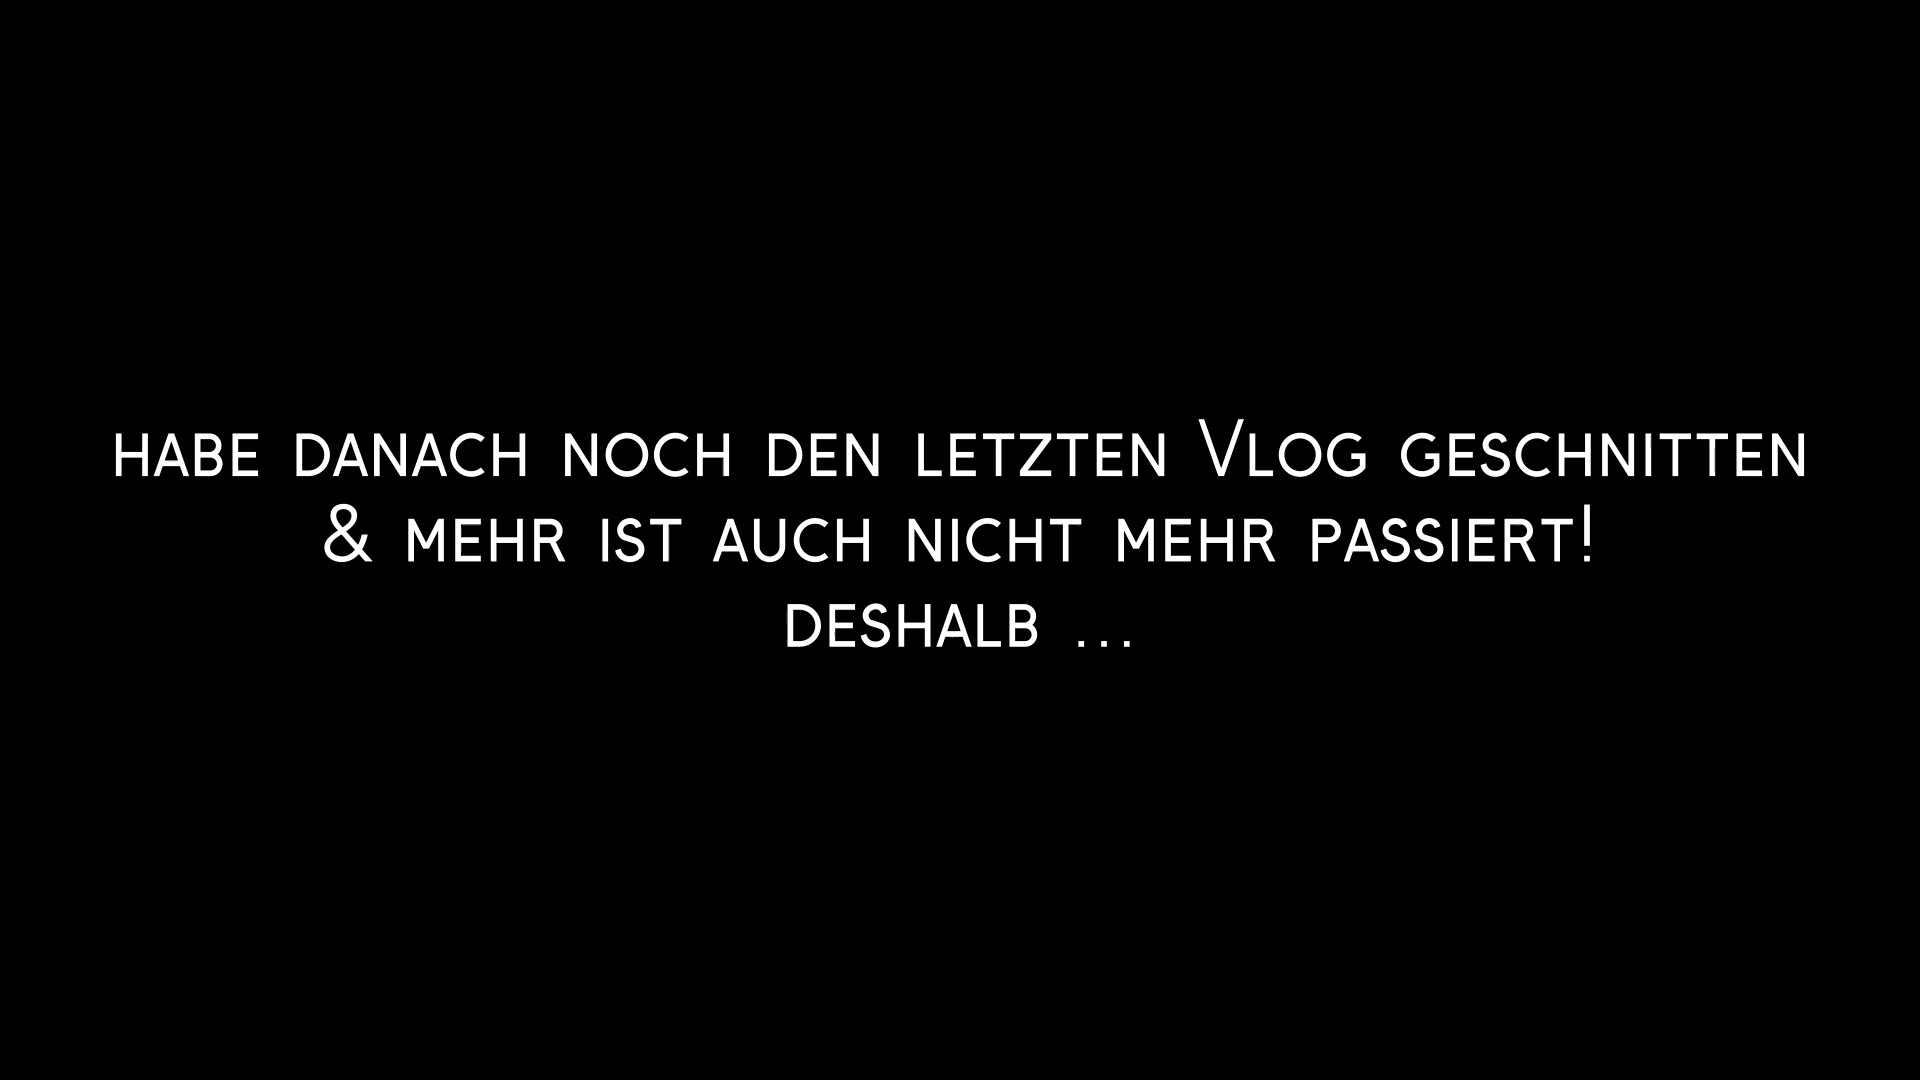 habe danach noch den letzten Vlog geschnitten
& mehr ist auch nicht mehr passiert!
deshalb ...